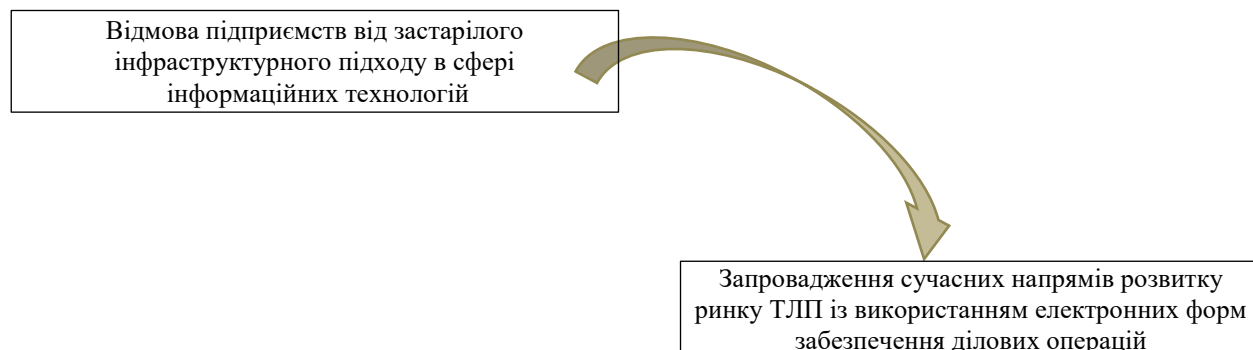 Відмова підприємств від застарілого
інфраструктурного підходу в сфері
інформаційних технологій
Запровадження сучасних напрямів розвитку
ринку ТЛП із використанням електронних форм
забезпечення ділових операцій